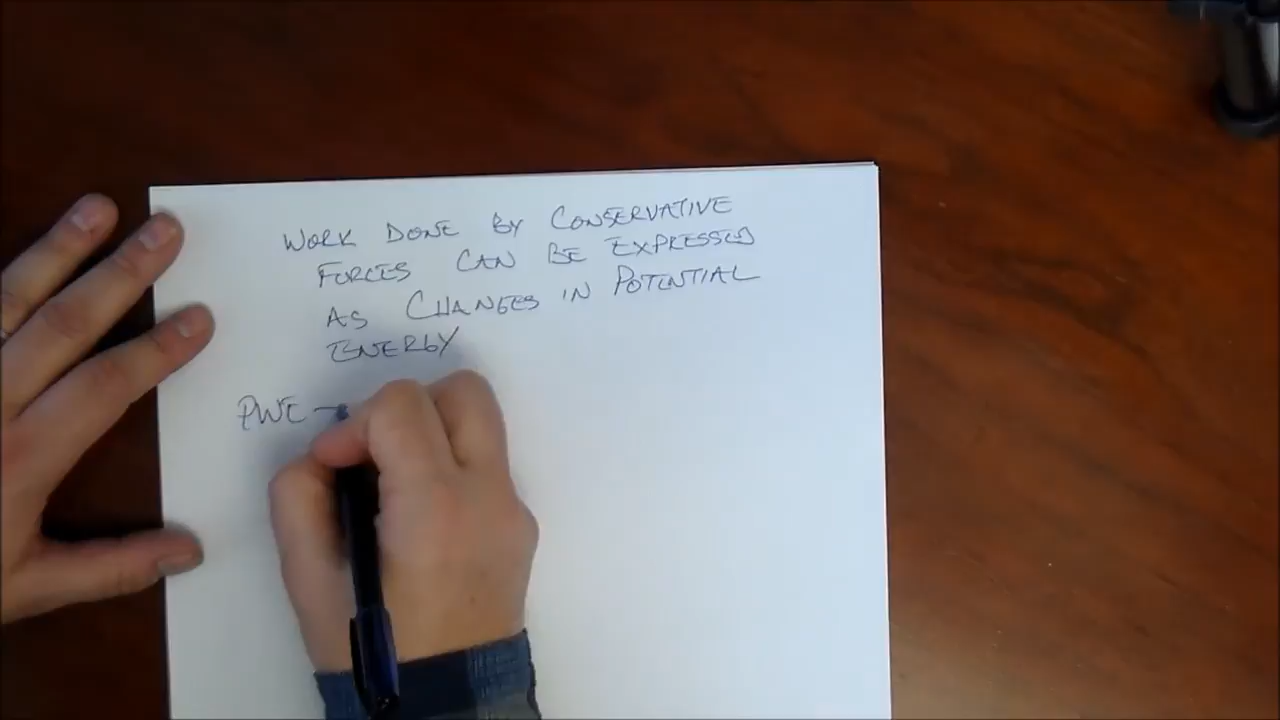 WORK DONE BY CONSERVATIVE
FORCES CAN BE EXPRESSED
AS CHANGES IN POTENTIAL
ENERGY
PWE →